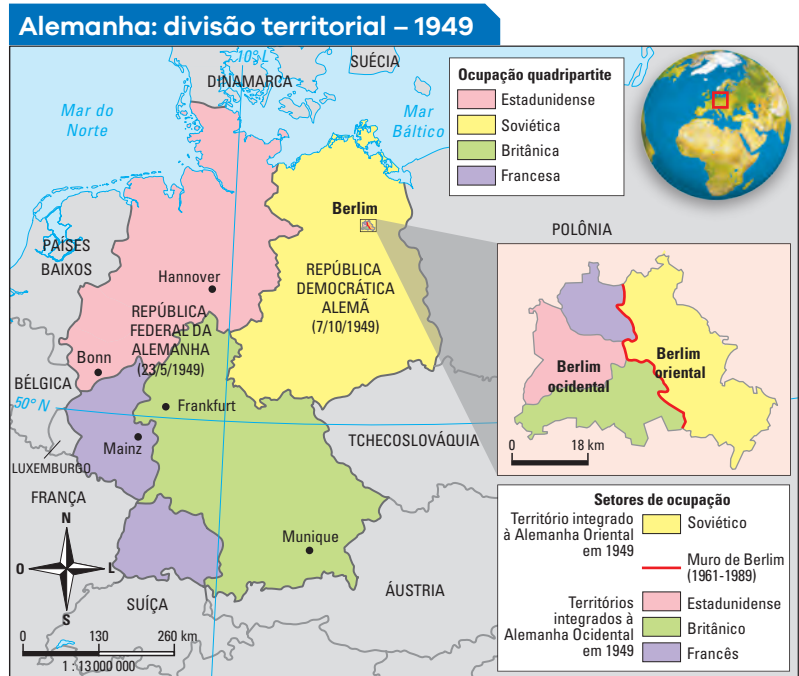 Alemanha: divisão territorial – 1949
10° L
SUÉCIA
DINAMARCA
Mar do
Norte
Mar
Báltico
Ocupação quadripartite
Estadunidense
Soviética
Britânica
Francesa
Berlim
POLÔNIA
PAÍSES
BAIXOS
Hannover
REPÚBLICA
DEMOCRÁTICA
ALEMÃ
(7/10/1949)
REPÚBLICA
FEDERAL DA
ALEMANHA
(23/5/1949)
Bonn
BÉLGICA
50° N
Frankfurt
Mainz
LUXEMBURGO
TCHECOSLOVÁQUIA
FRANÇA
Munique
ÁUSTRIA
SUÍÇA
N
O
L
S
0 130 260 km
1 : 13 000 000
Berlim
ocidental
Berlim
oriental
0 18 km
Setores de ocupação
Território integrado
à Alemanha Oriental
em 1949
Soviético
Muro de Berlim
(1961-1989)
Territórios
integrados à
Alemanha Ocidental
em 1949
Estadunidense
Britânico
Francês